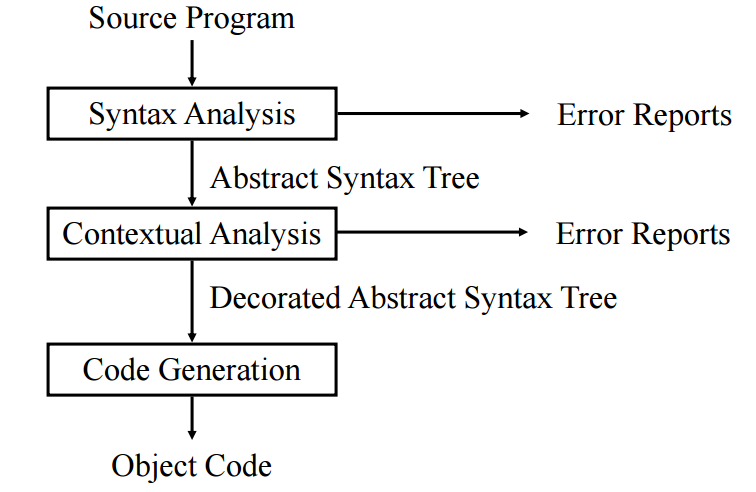 Source Program
Syntax Analysis
Error Reports
Abstract Syntax Tree
Contextual Analysis
Error Reports
Decorated Abstract Syntax Tree
Code Generation
Object Code